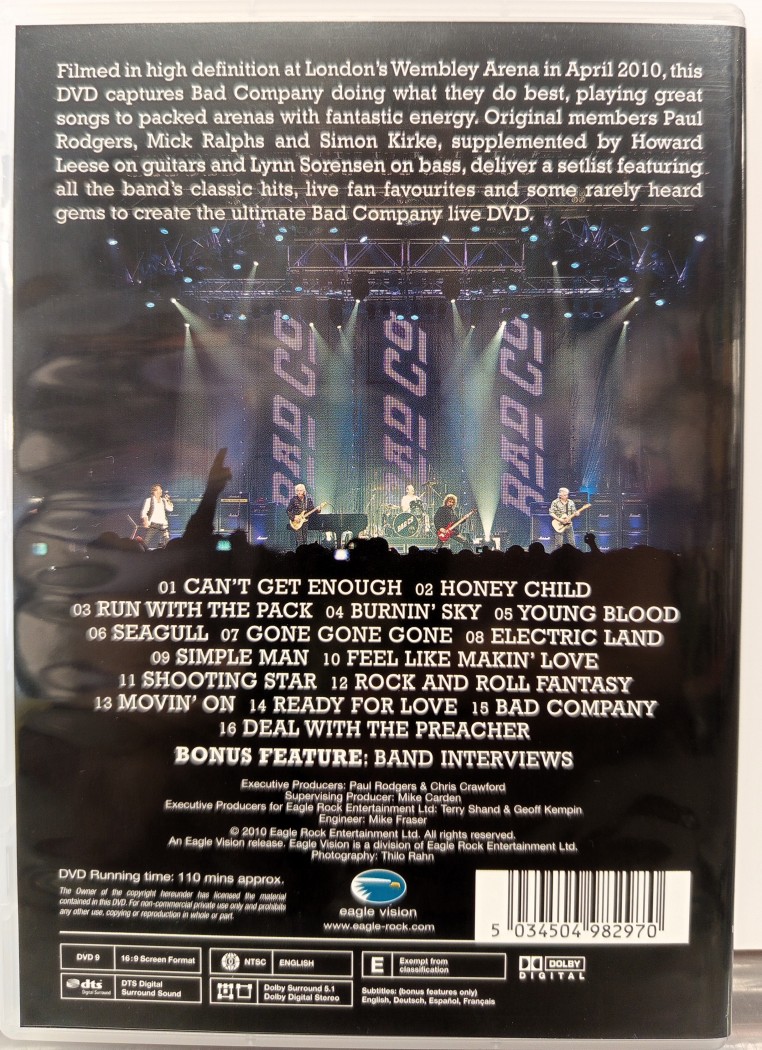 Filmed in high definition at London's Wembley Arena in April 2010, this
DVD captures Bad Company doing what they do best, playing great
songs to packed arenas with fantastic energy. Original members Paul
Rodgers, Mick Ralphs and Simon Kirke, supplemented by Howard
Leese on guitars and Lynn Sorensen on bass, deliver a setlist featuring
all the band's classic hits, live fan favourites and some rarely heard
gems to create the ultimate Bad Company live DVD.
BAD CO
BAD CO
BAD CO
BAD CO
01 CAN'T GET ENOUGH 02 HONEY CHILD
03 RUN WITH THE PACK 04 BURNIN' SKY 05 YOUNG BLOOD
06 SEAGULL 07 GONE GONE GONE 08 ELECTRIC LAND
09 SIMPLE MAN 10 FEEL LIKE MAKIN' LOVE
11 SHOOTING STAR 12 ROCK AND ROLL FANTASY
13 MOVIN' ON 14 READY FOR LOVE 15 BAD COMPANY
16 DEAL WITH THE PREACHER
BONUS FEATURE: BAND INTERVIEWS
Executive Producers: Paul Rodgers & Chris Crawford
Supervising Producer: Mike Carden
Executive Producers for Eagle Rock Entertainment Ltd: Terry Shand & Geoff Kempin
Engineer: Mike Fraser
© 2010 Eagle Rock Entertainment Ltd. All rights reserved.
An Eagle Vision release. Eagle Vision is a division of Eagle Rock Entertainment Ltd.
Photography: Thilo Rahn
DVD Running time: 110 mins approx.
The Owner of the copyright hereunder has licensed the material
contained in this DVD. For non-commercial private use only and prohibits
any other use, copying or reproduction in whole or part.
eagle vision
www.eagle-rock.com
5 034504 982970
DVD 9
16:9 Screen Format
NTSC
ENGLISH
E
Exempt from
classification
DOLBY
DIGITAL
dts
Digital Surround
DTS Digital
Surround Sound
Dolby Surround 5.1
Dolby Digital Stereo
Subtitles: (bonus features only)
English, Deutsch, Español, Français